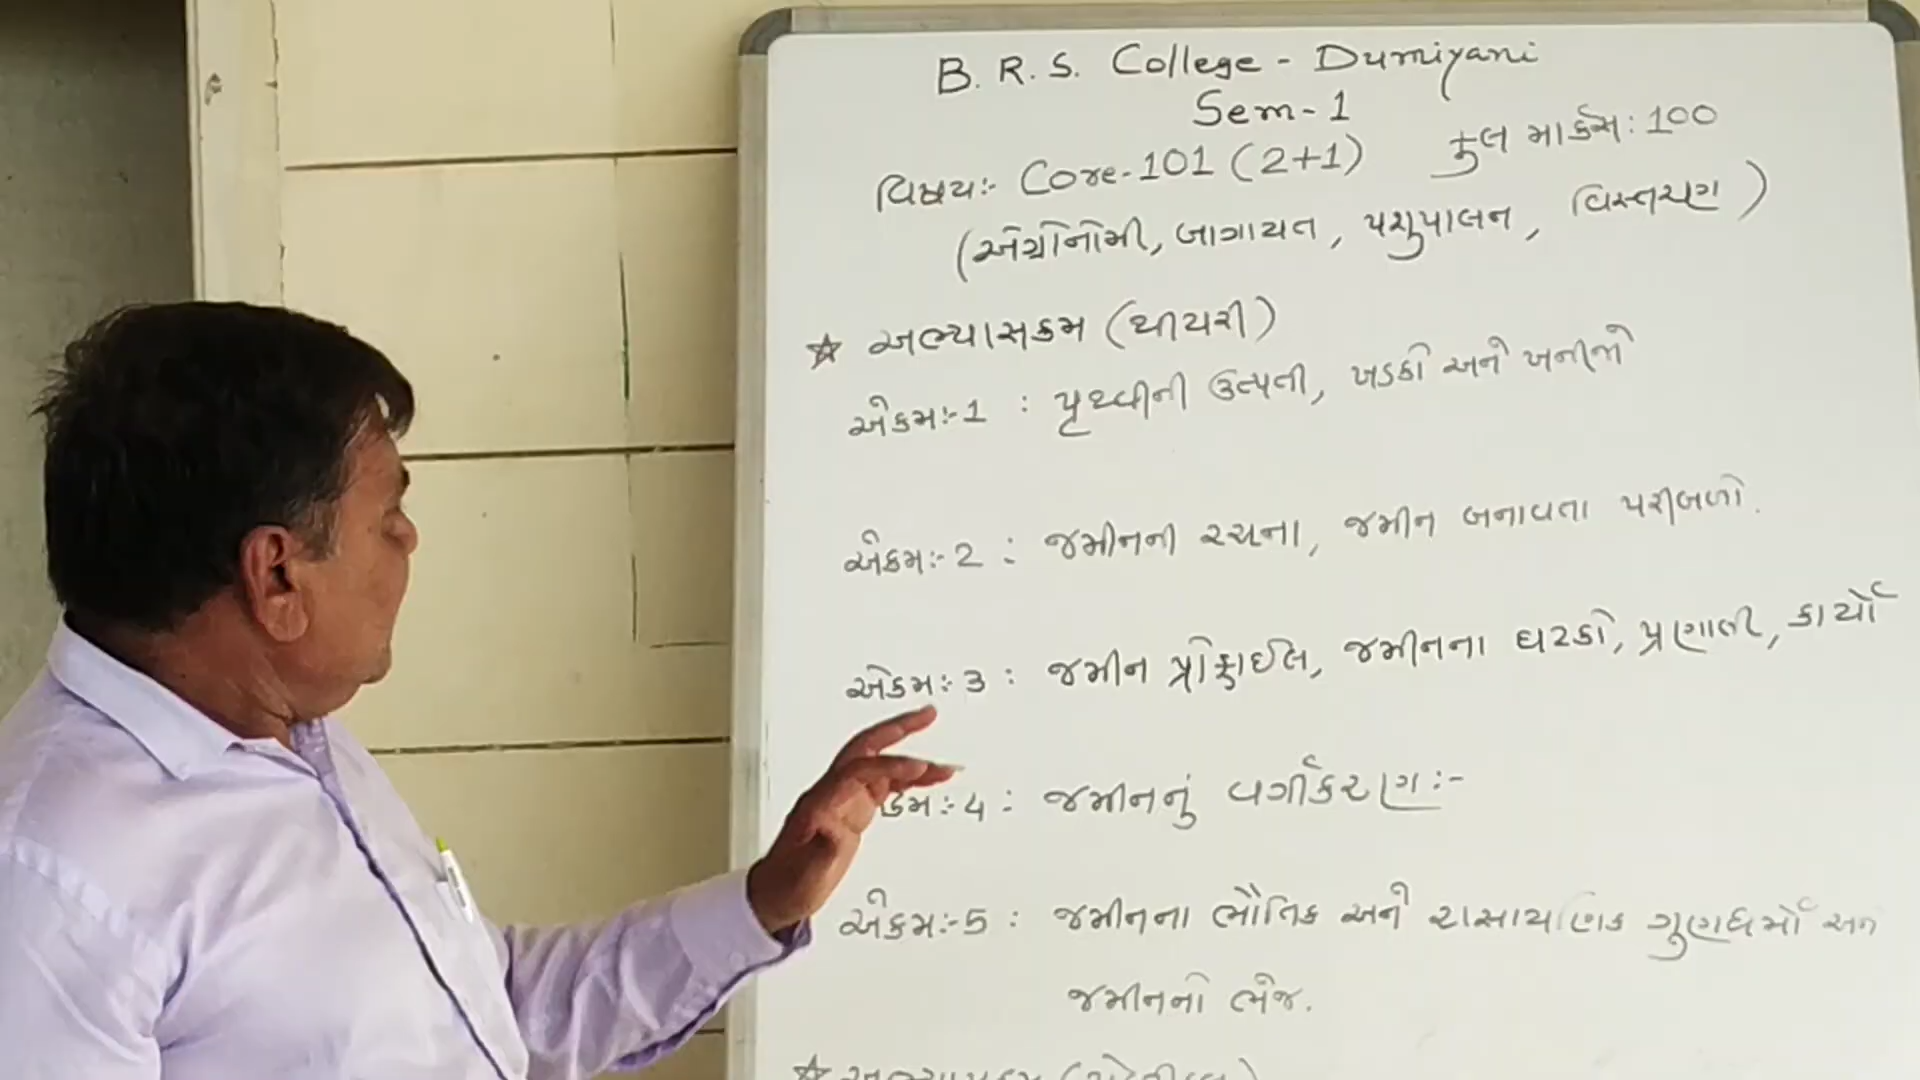 B. R. S. College - Dumiyani
Sem - 1
વિષય:- Core-101 (2+1) કુલ માર્કસ: 100
(એગ્રોનોમી, બાગાયત, પશુપાલન, વિસ્તરણ)
☆ અભ્યાસક્રમ (થીયરી)
એકમ:-1 : પૃથ્વીની ઉત્પતી, ખડકો અને ખનીજો
એકમ:-2 : જમીનની રચના, જમીન બનાવતા પરીબળો.
એકમ:- 3 : જમીન પ્રોફાઈલ, જમીનના ઘટકો, પ્રણાલી, કાર્યો
કમ:-4 : જમીનનું વર્ગીકરણ:-
એકમ:-5 : જમીનના ભૌતિક અને રાસાયણિક ગુણધર્મો અને
જમીનનો ભેજ.